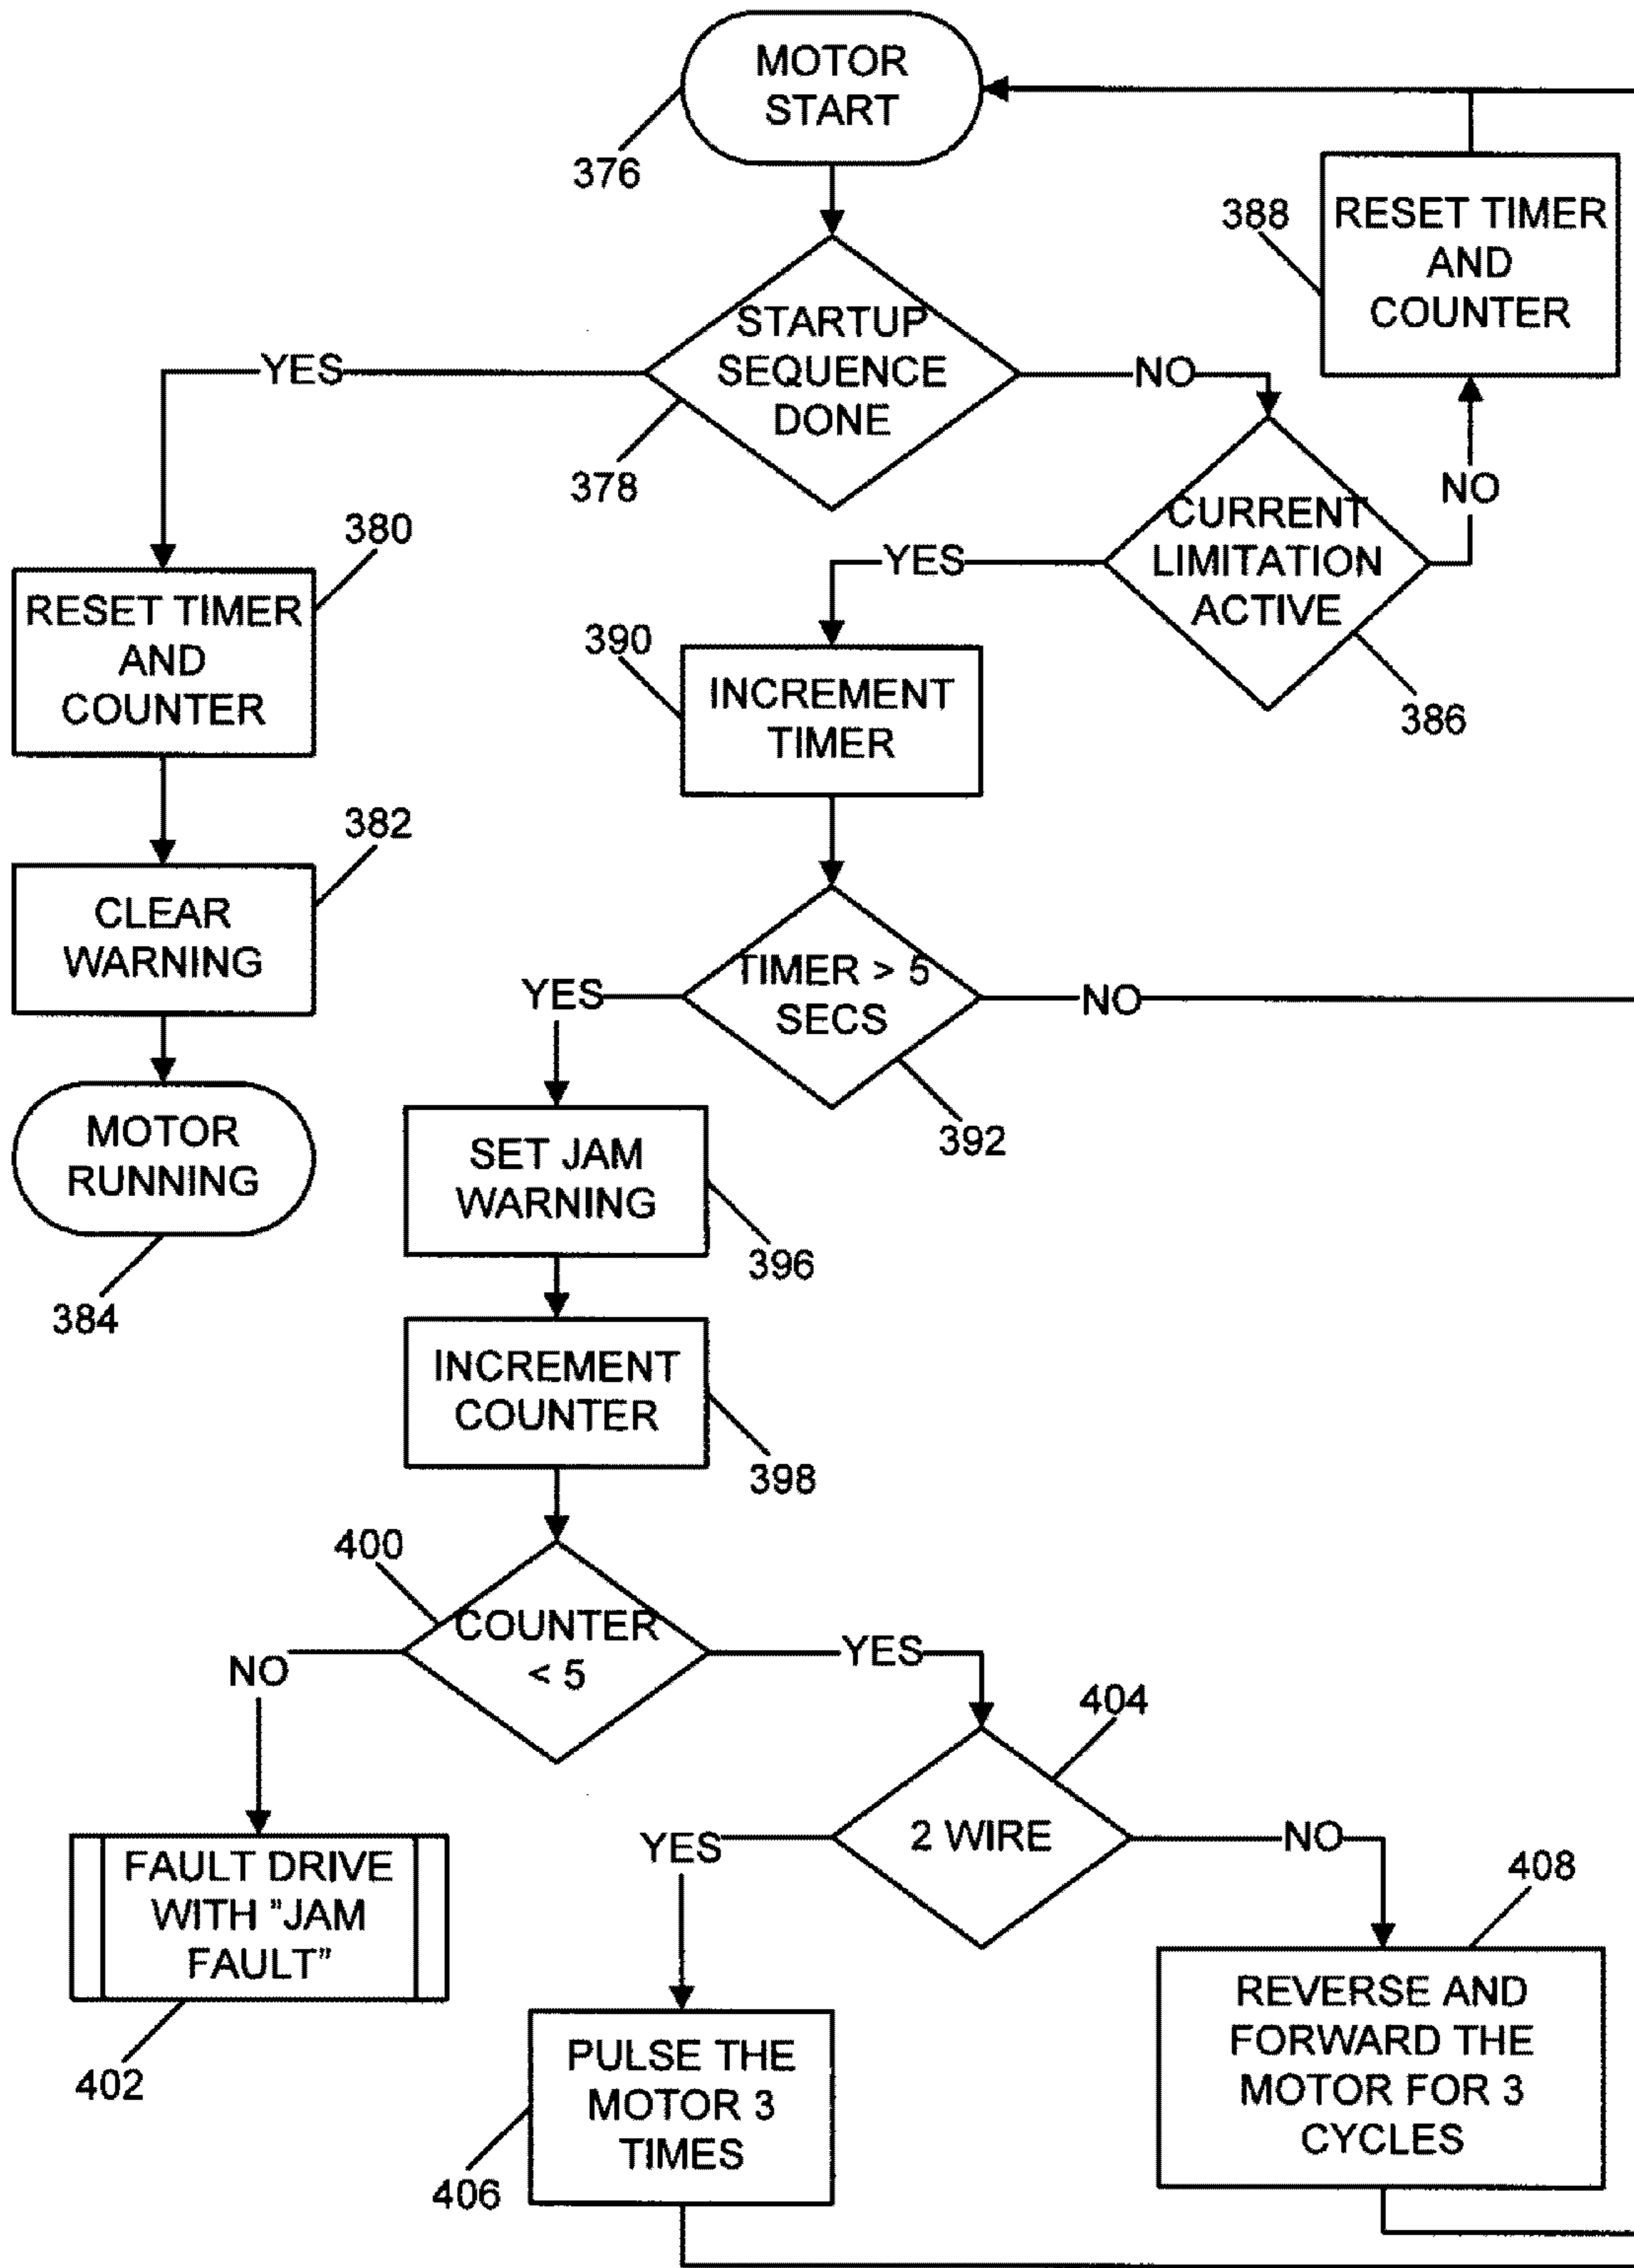 MOTOR
START
376
388
RESET TIMER
AND
COUNTER
STARTUP
SEQUENCE
DONE
YES
NO
378
CURRENT
LIMITATION
ACTIVE
NO
YES
386
380
RESET TIMER
AND
COUNTER
390
INCREMENT
TIMER
382
CLEAR
WARNING
TIMER > 5
SECS
YES
NO
392
MOTOR
RUNNING
384
SET JAM
WARNING
396
INCREMENT
COUNTER
398
400
COUNTER
< 5
NO
YES
404
2 WIRE
YES
NO
FAULT DRIVE
WITH "JAM
FAULT"
402
408
REVERSE AND
FORWARD THE
MOTOR FOR 3
CYCLES
PULSE THE
MOTOR 3
TIMES
406